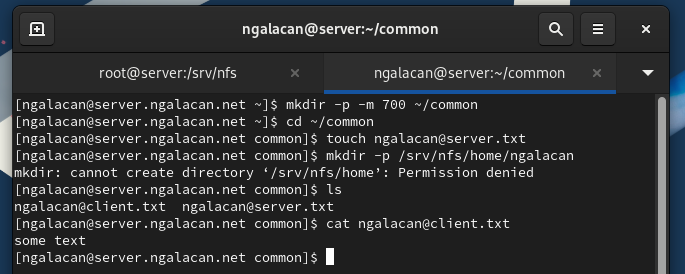 ngalacan@server:~/common
root@server:/srv/nfs
ngalacan@server:~/common
[ngalacan@server.ngalacan.net ~]$ mkdir -p -m 700 ~/common
[ngalacan@server.ngalacan.net ~]$ cd ~/common
[ngalacan@server.ngalacan.net common]$ touch ngalacan@server.txt
[ngalacan@server.ngalacan.net common]$ mkdir -p /srv/nfs/home/ngalacan
mkdir: cannot create directory ‘/srv/nfs/home’: Permission denied
[ngalacan@server.ngalacan.net common]$ ls
ngalacan@client.txt  ngalacan@server.txt
[ngalacan@server.ngalacan.net common]$ cat ngalacan@client.txt
some text
[ngalacan@server.ngalacan.net common]$